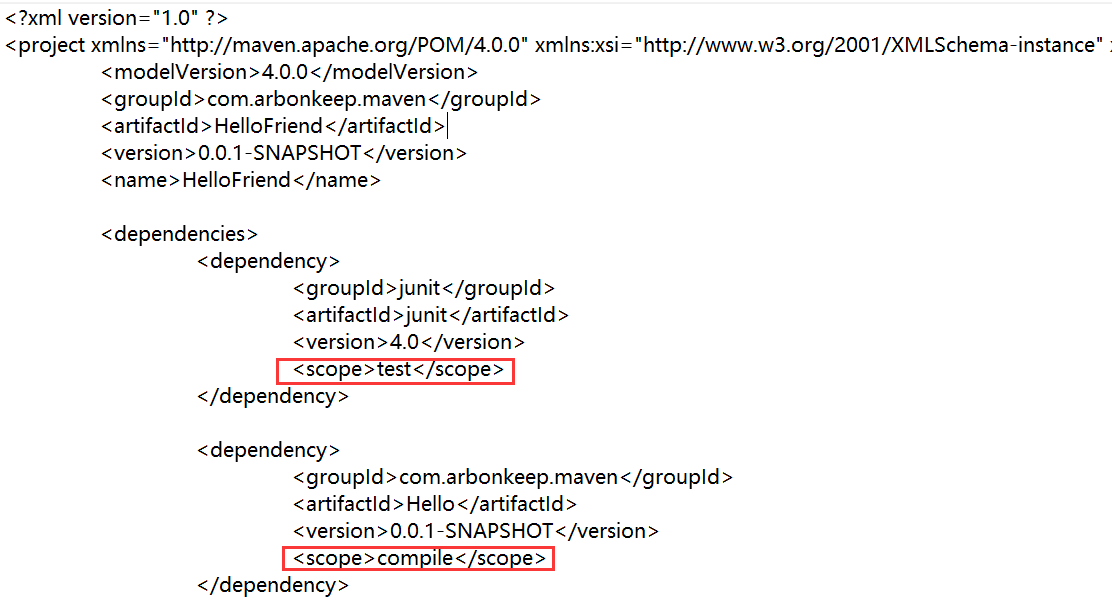 <?xml version="1.0" ?>
<project xmlns="http://maven.apache.org/POM/4.0.0" xmlns:xsi="http://www.w3.org/2001/XMLSchema-instance"
<modelVersion>4.0.0</modelVersion>
<groupId>com.arbonkeep.maven</groupId>
<artifactId>HelloFriend</artifactId>
<version>0.0.1-SNAPSHOT</version>
<name>HelloFriend</name>
<dependencies>
<dependency>
<groupId>junit</groupId>
<artifactId>junit</artifactId>
<version>4.0</version>
<scope>test</scope>
</dependency>
<dependency>
<groupId>com.arbonkeep.maven</groupId>
<artifactId>Hello</artifactId>
<version>0.0.1-SNAPSHOT</version>
<scope>compile</scope>
</dependency>